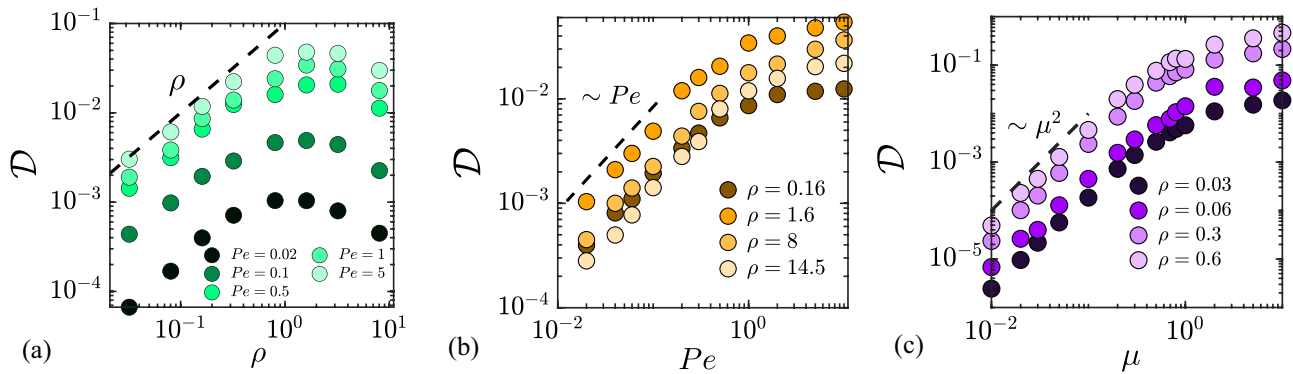 10^{-1}
10^{-2}
10^{-3}
10^{-4}
𝒟
ρ
Pe = 0.02
Pe = 0.1
Pe = 0.5
Pe = 1
Pe = 5
10^{-1} 10^{0} 10^{1}
ρ
(a)
10^{-2}
10^{-3}
10^{-4}
𝒟
~ Pe
ρ = 0.16
ρ = 1.6
ρ = 8
ρ = 14.5
10^{-2} 10^{0}
Pe
(b)
10^{-1}
10^{-3}
10^{-5}
𝒟
~ μ^{2}
ρ = 0.03
ρ = 0.06
ρ = 0.3
ρ = 0.6
10^{-2} 10^{0}
μ
(c)